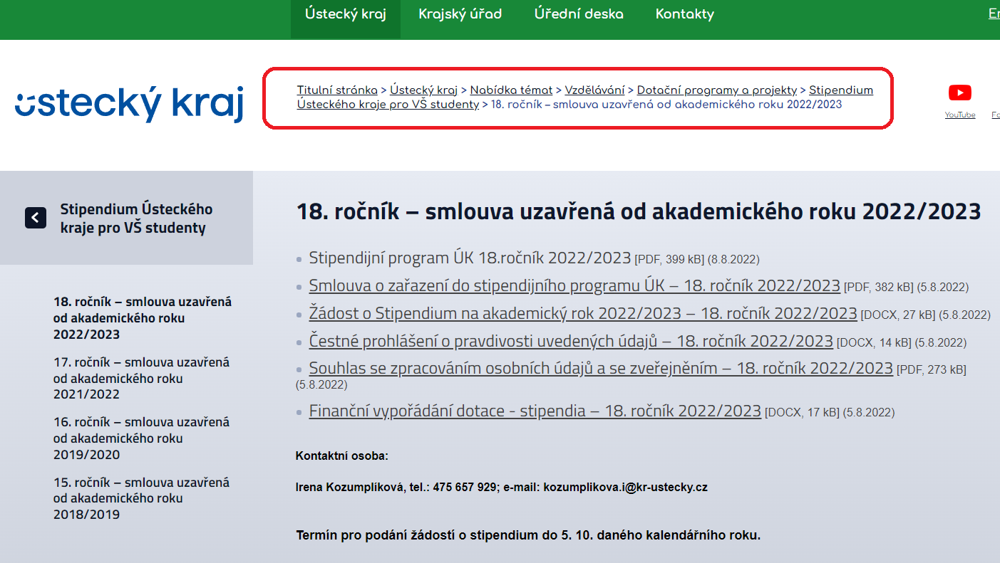 Ústecký kraj Krajský úřad Úřední deska Kontakty
ústecký kraj
Titulní stránka > Ústecký kraj > Nabídka témat > Vzdělávání > Dotační programy a projekty > Stipendium
Ústeckého kraje pro VŠ studenty > 18. ročník – smlouva uzavřená od akademického roku 2022/2023
YouTube
Stipendium Ústeckého
kraje pro VŠ studenty
18. ročník – smlouva uzavřená
od akademického roku
2022/2023
17. ročník – smlouva uzavřená
od akademického roku
2021/2022
16. ročník – smlouva uzavřená
od akademického roku
2019/2020
15. ročník – smlouva uzavřená
od akademického roku
2018/2019
18. ročník – smlouva uzavřená od akademického roku 2022/2023
Stipendijní program ÚK 18.ročník 2022/2023 [PDF, 399 kB] (8.8.2022)
Smlouva o zařazení do stipendijního programu ÚK – 18. ročník 2022/2023 [PDF, 382 kB] (5.8.2022)
Žádost o Stipendium na akademický rok 2022/2023 – 18. ročník 2022/2023 [DOCX, 27 kB] (5.8.2022)
Čestné prohlášení o pravdivosti uvedených údajů – 18. ročník 2022/2023 [DOCX, 14 kB] (5.8.2022)
Souhlas se zpracováním osobních údajů a se zveřejněním – 18. ročník 2022/2023 [PDF, 273 kB]
(5.8.2022)
Finanční vypořádání dotace - stipendia – 18. ročník 2022/2023 [DOCX, 17 kB] (5.8.2022)
Kontaktní osoba:
Irena Kozumplíková, tel.: 475 657 929; e-mail: kozumplikova.i@kr-ustecky.cz
Termín pro podání žádostí o stipendium do 5. 10. daného kalendářního roku.